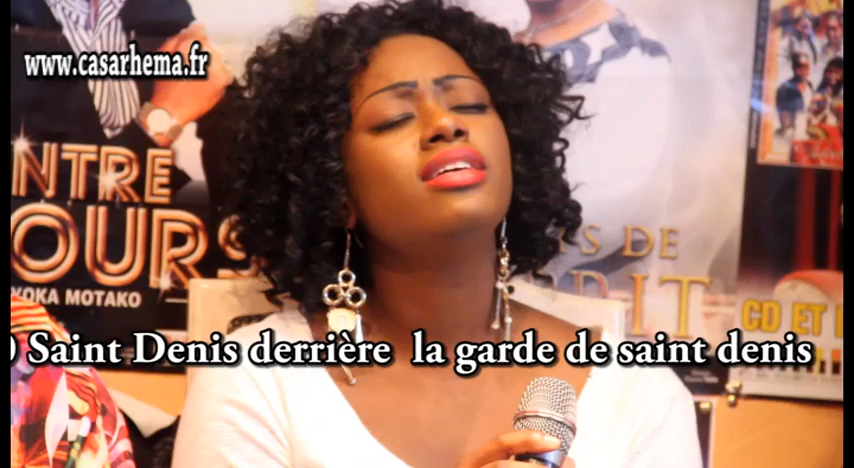 www.casarhema.fr
NTRE
OURS
YOKA MOTAKO
S DE
RIT
CD ET
) Saint Denis derrière la garde de saint denis